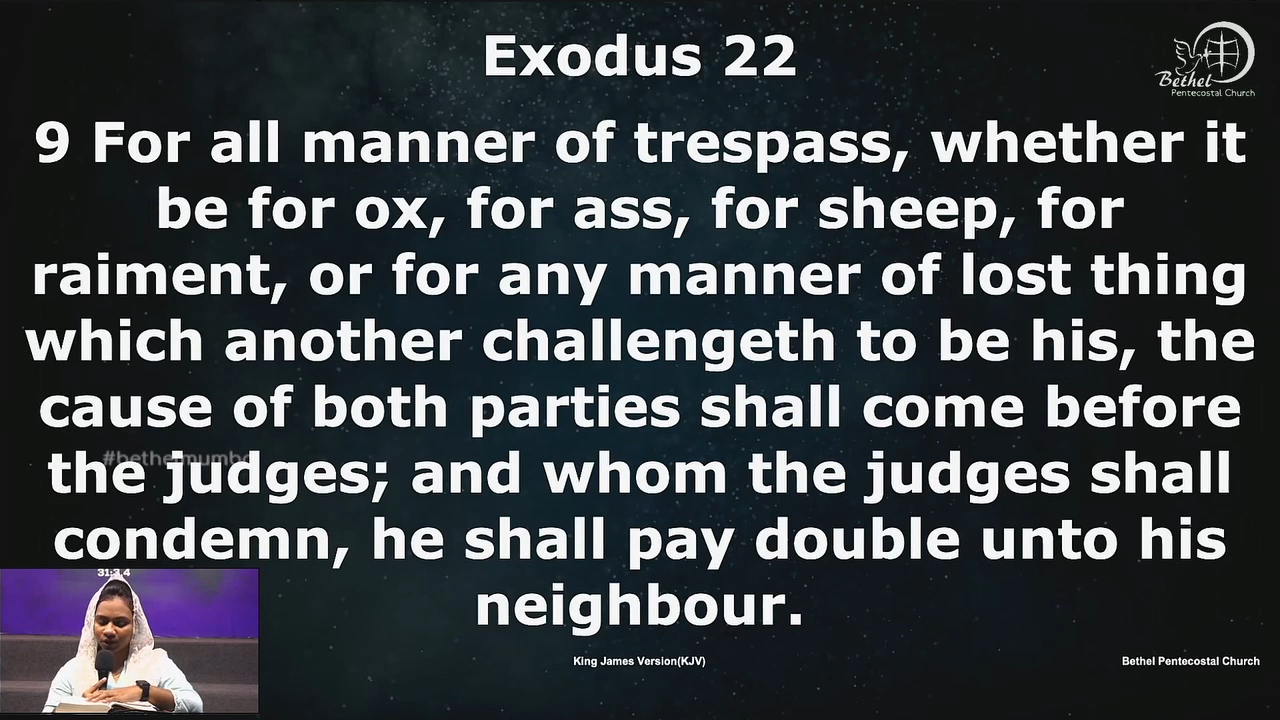 Exodus 22
Bethel
Pentecostal Church
9 For all manner of trespass, whether it
be for ox, for ass, for sheep, for
raiment, or for any manner of lost thing
which another challengeth to be his, the
cause of both parties shall come before
the judges; and whom the judges shall
condemn, he shall pay double unto his
neighbour.
King James Version(KJV)
Bethel Pentecostal Church